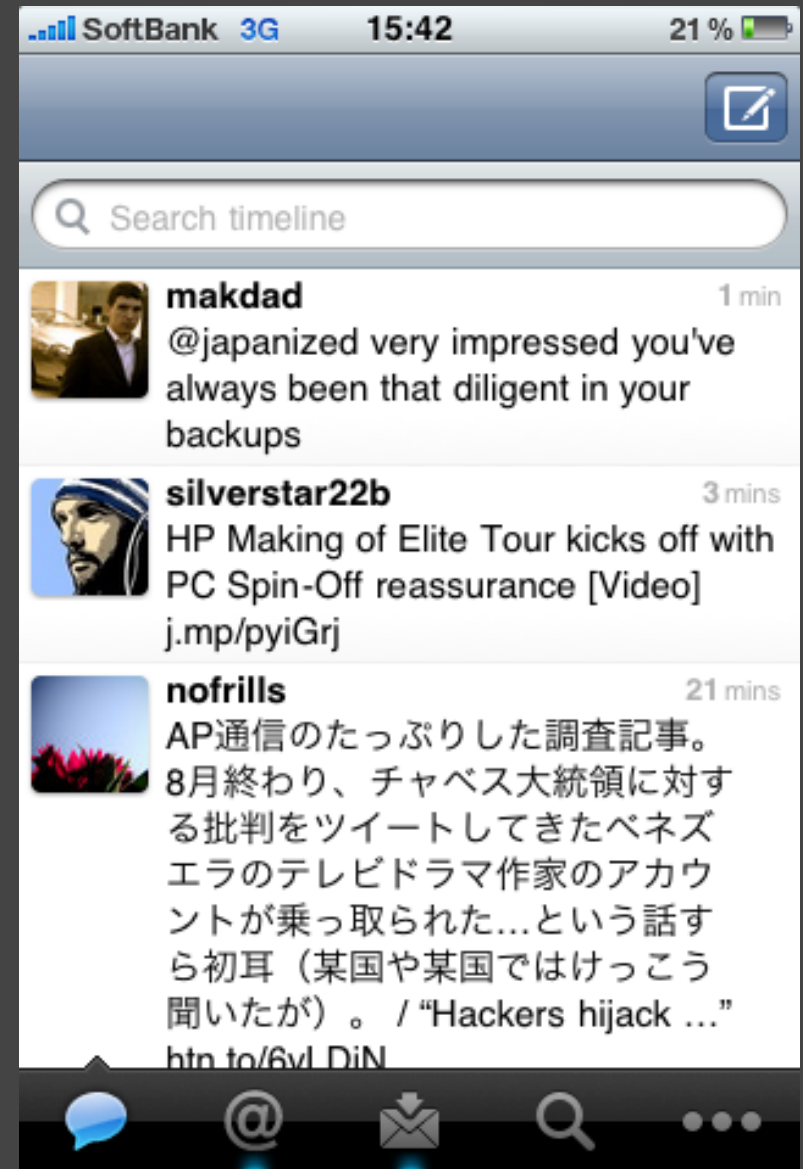 SoftBank 3G 15:42 21 %
Search timeline
makdad 1 min
@japanized very impressed you've
always been that diligent in your
backups
silverstar22b 3 mins
HP Making of Elite Tour kicks off with
PC Spin-Off reassurance [Video]
j.mp/pyiGrj
nofrills 21 mins
AP通信のたっぷりした調査記事。
8月終わり、チャベス大統領に対す
る批判をツイートしてきたベネズ
エラのテレビドラマ作家のアカウ
ントが乗っ取られた...という話す
ら初耳（某国や某国ではけっこう
聞いたが）。 / “Hackers hijack ...”
@